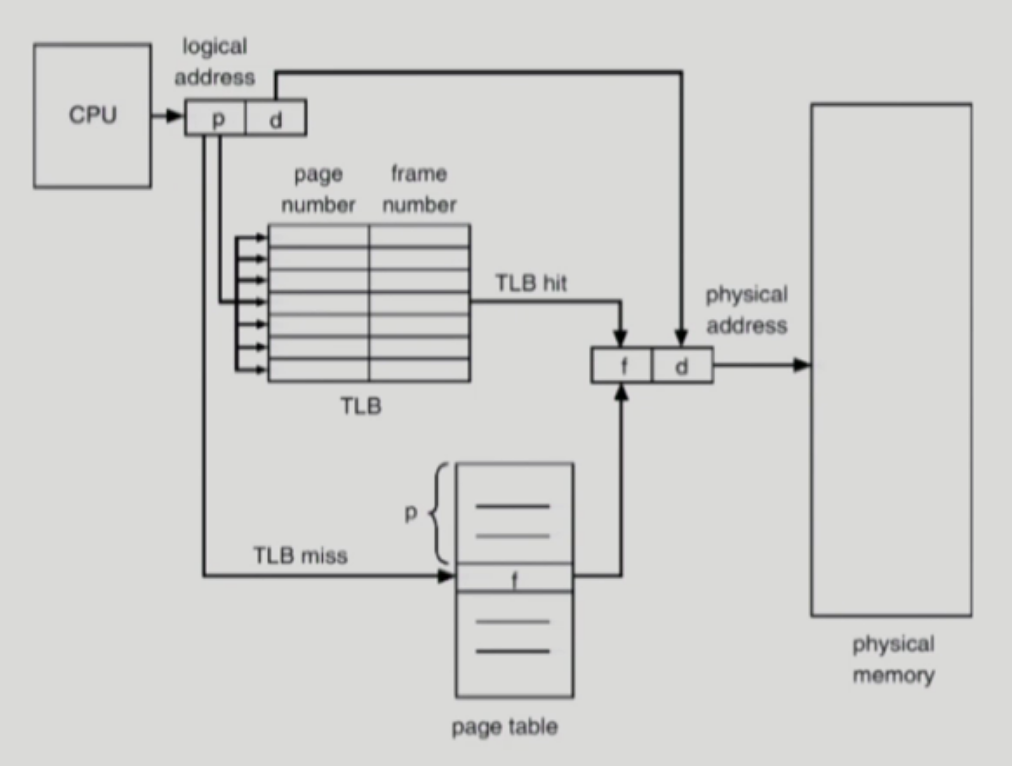 logical
address
CPU
p
d
page
number
frame
number
TLB hit
TLB
physical
address
f
d
p
TLB miss
f
page table
physical
memory